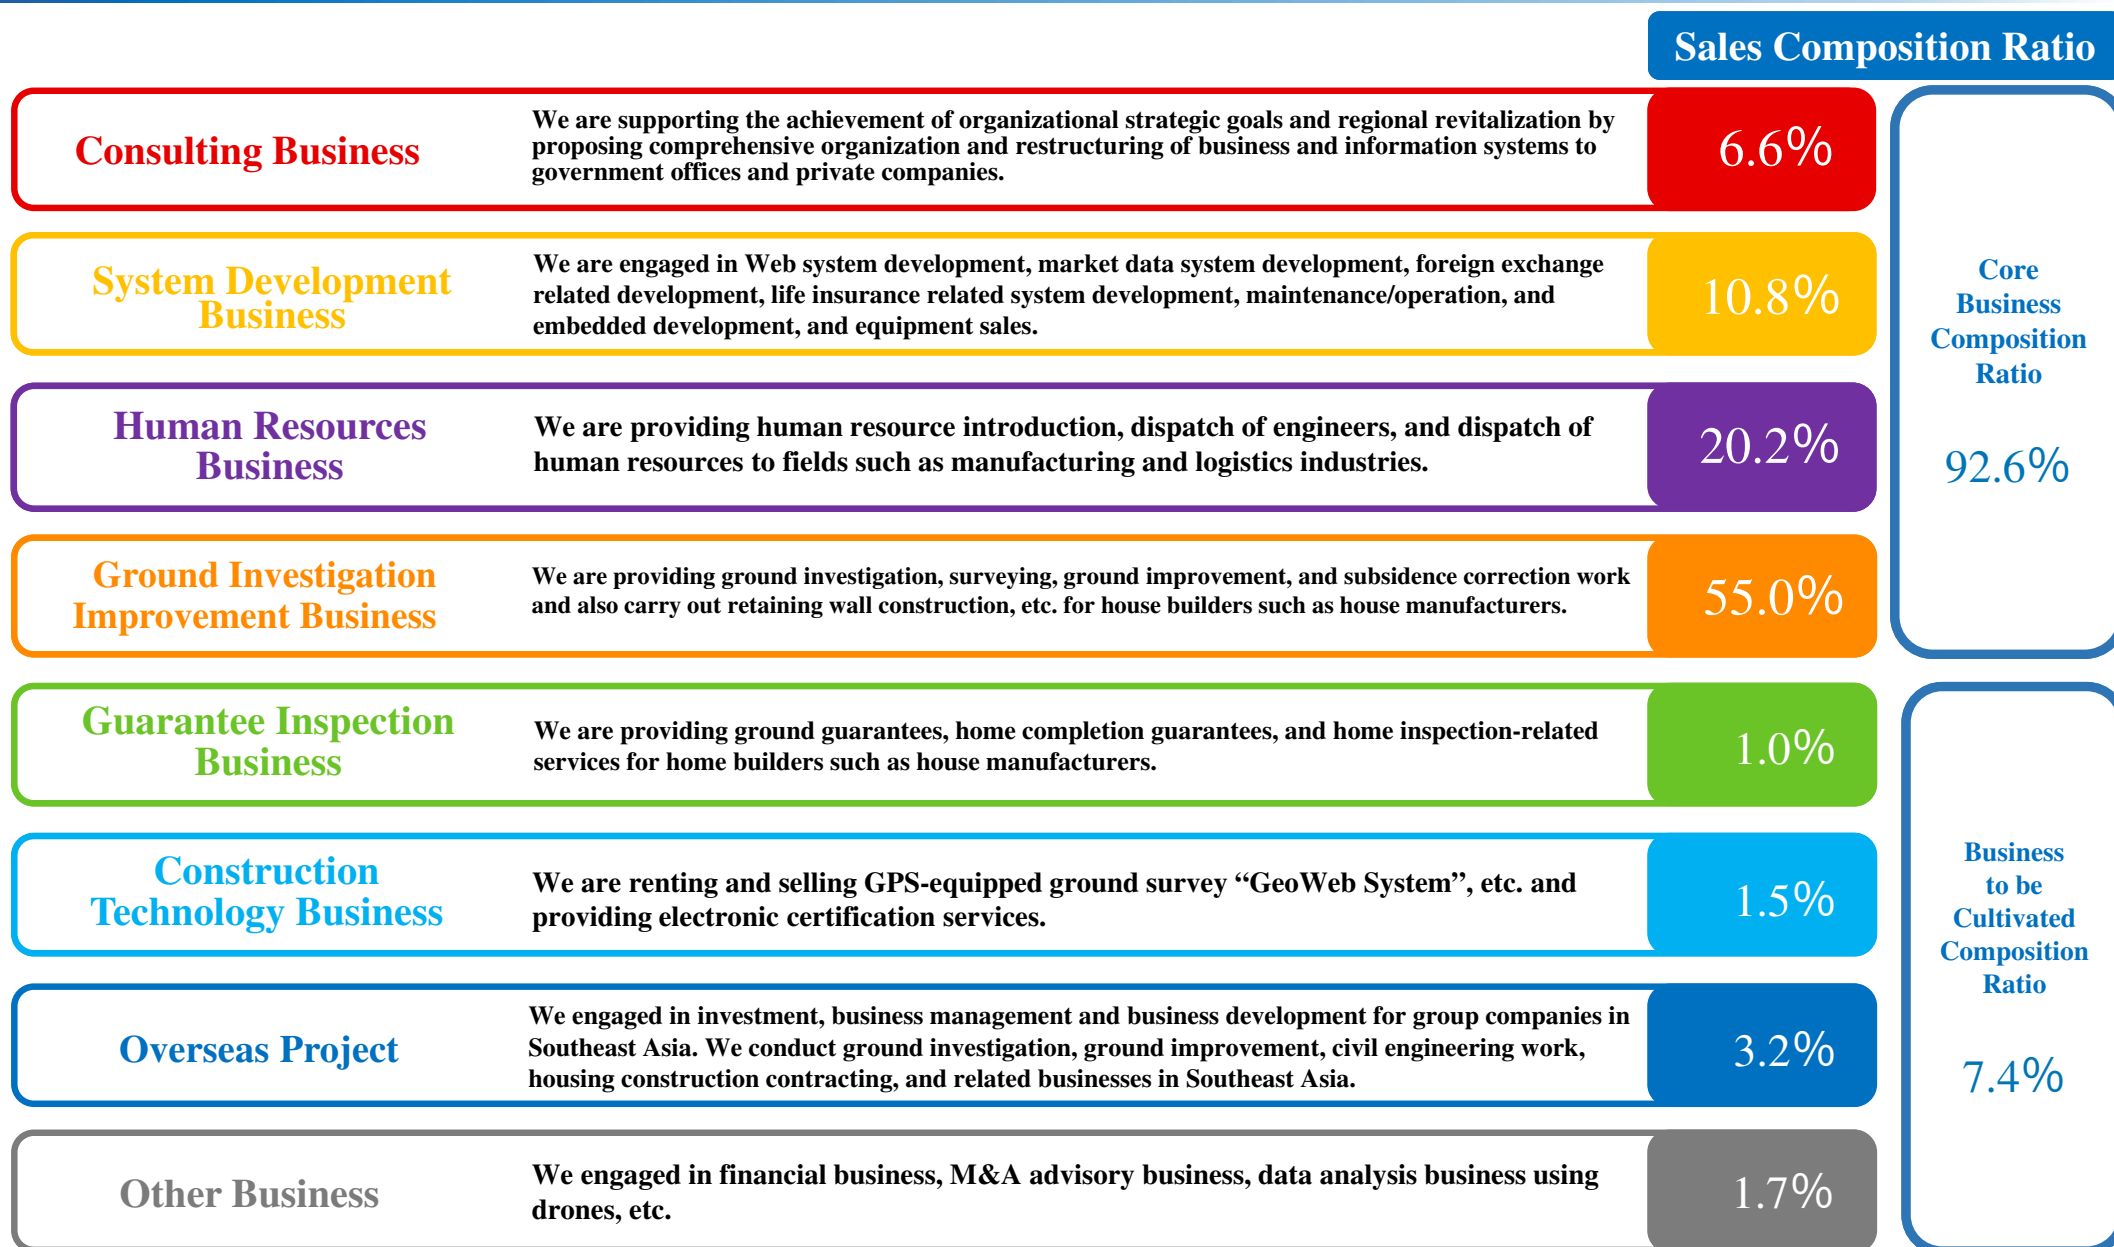 Sales Composition Ratio
Consulting Business
We are supporting the achievement of organizational strategic goals and regional revitalization by
proposing comprehensive organization and restructuring of business and information systems to
government offices and private companies.
6.6%
System Development
Business
We are engaged in Web system development, market data system development, foreign exchange
related development, life insurance related system development, maintenance/operation, and
embedded development, and equipment sales.
10.8%
Human Resources
Business
We are providing human resource introduction, dispatch of engineers, and dispatch of
human resources to fields such as manufacturing and logistics industries.
20.2%
Ground Investigation
Improvement Business
We are providing ground investigation, surveying, ground improvement, and subsidence correction work
and also carry out retaining wall construction, etc. for house builders such as house manufacturers.
55.0%
Core
Business
Composition
Ratio
92.6%
Guarantee Inspection
Business
We are providing ground guarantees, home completion guarantees, and home inspection-related
services for home builders such as house manufacturers.
1.0%
Construction
Technology Business
We are renting and selling GPS-equipped ground survey “GeoWeb System”, etc. and
providing electronic certification services.
1.5%
Overseas Project
We engaged in investment, business management and business development for group companies in
Southeast Asia. We conduct ground investigation, ground improvement, civil engineering work,
housing construction contracting, and related businesses in Southeast Asia.
3.2%
Other Business
We engaged in financial business, M&A advisory business, data analysis business using
drones, etc.
1.7%
Business
to be
Cultivated
Composition
Ratio
7.4%